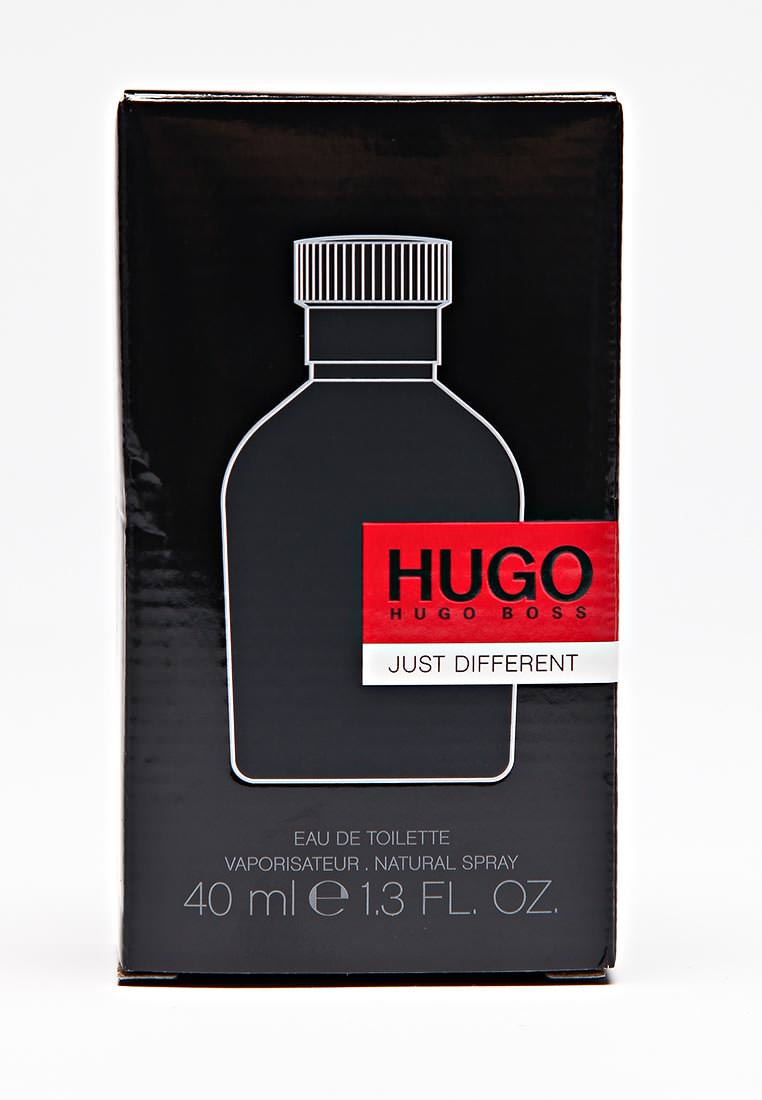 HUGO
HUGO BOSS
JUST DIFFERENT
EAU DE TOILETTE
VAPORISATEUR . NATURAL SPRAY
40 ml ℮ 1.3 FL. OZ.